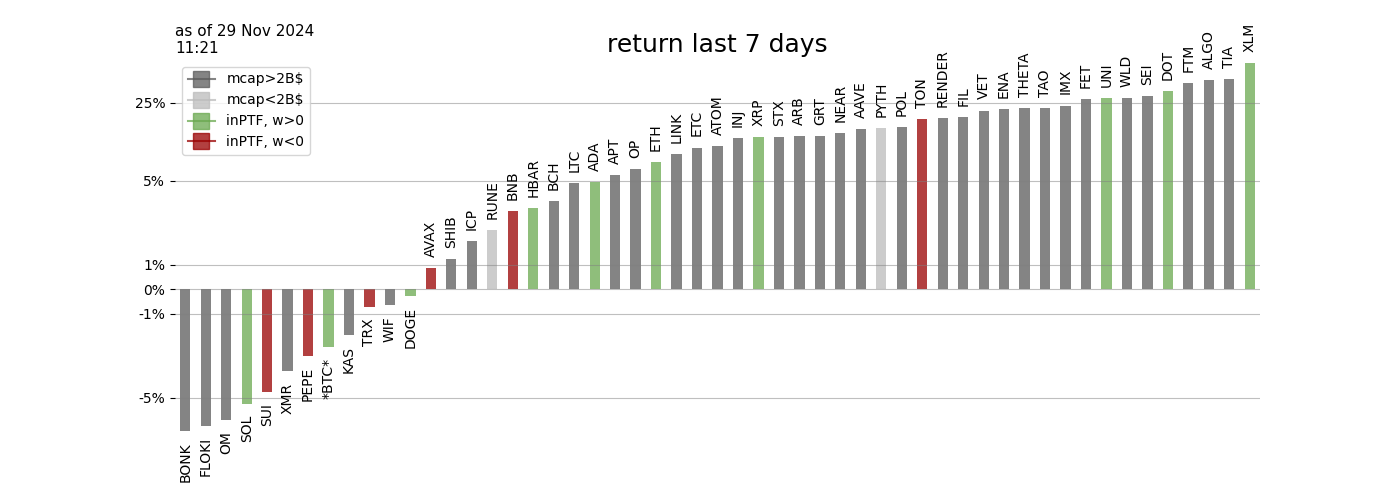 as of 29 Nov 2024
11:21
return last 7 days
mcap>2B$
mcap<2B$
inPTF, w>0
inPTF, w<0
25%
5%
1%
0%
-1%
-5%
BONK
FLOKI
OM
SOL
SUI
XMR
PEPE
*BTC*
KAS
TRX
WIF
DOGE
AVAX
SHIB
ICP
RUNE
BNB
HBAR
BCH
LTC
ADA
APT
OP
ETH
LINK
ETC
ATOM
INJ
XRP
STX
ARB
GRT
NEAR
AAVE
PYTH
POL
TON
RENDER
FIL
VET
ENA
THETA
TAO
IMX
FET
UNI
WLD
SEI
DOT
FTM
ALGO
TIA
XLM